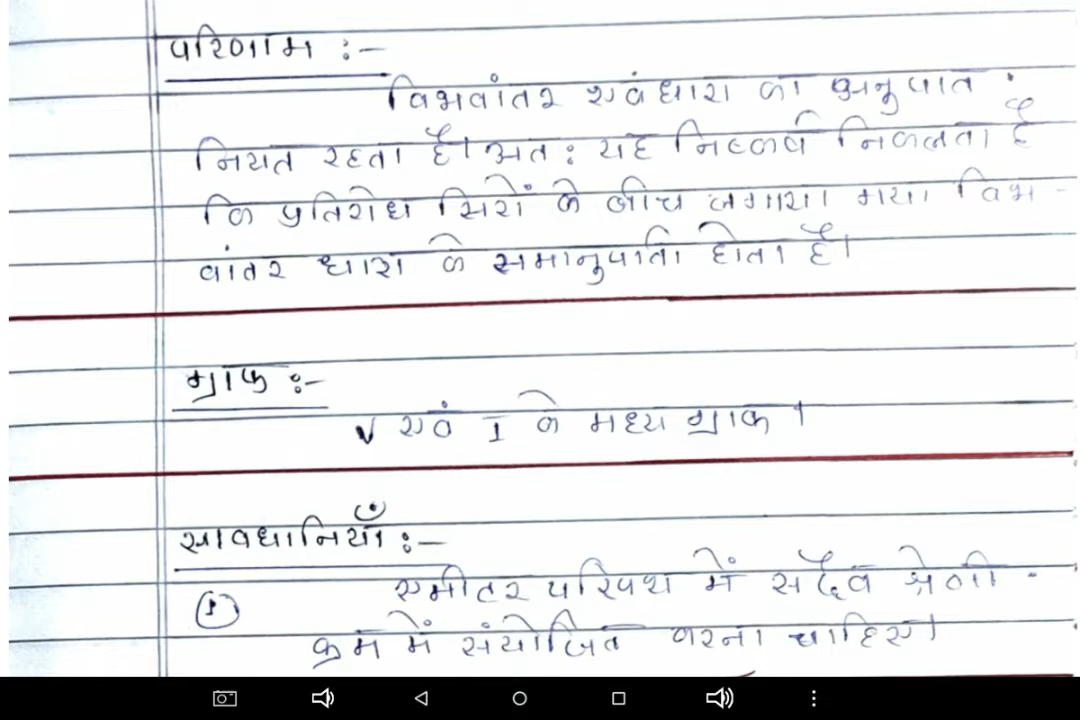 परिणाम :-
विभवांतर एवं धारा का अनुपात
नियत रहता है। अतः यह निष्कर्ष निकलता है
कि प्रतिरोध सिरों के बीच लगाया गया विभ-
वांतर धारा के समानुपाती होता है।
ग्राफ :-
V एवं I के मध्य ग्राफ।
सावधानियाँ :-
① एमीटर परिपथ में सदैव श्रेणी-
क्रम में संयोजित करना चाहिए।